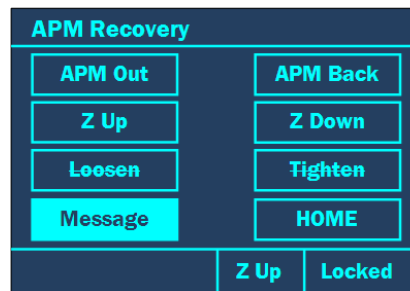 APM Recovery
APM Out APM Back
Z Up Z Down
Loosen Tighten
Message HOME
Z Up Locked